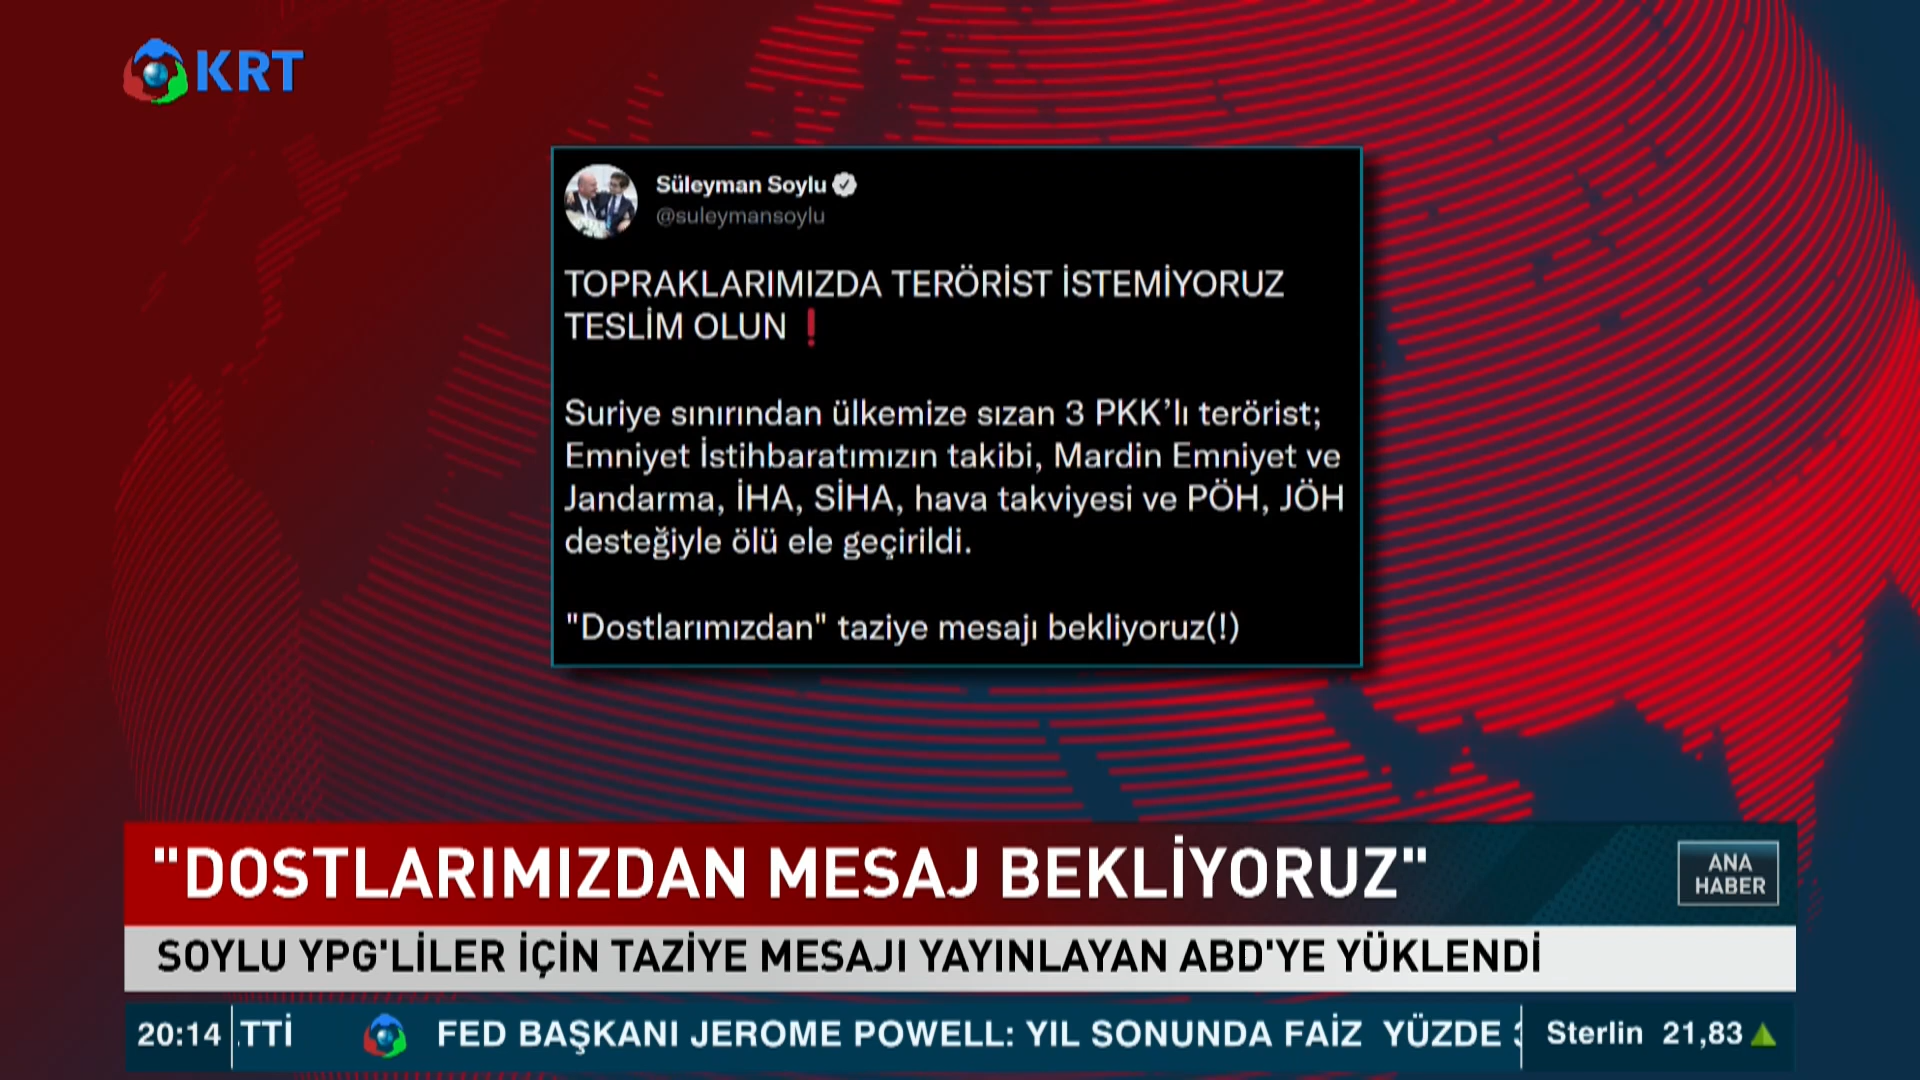 KRT
Süleyman Soylu
@suleymansoylu
TOPRAKLARIMIZDA TERÖRİST İSTEMİYORUZ
TESLİM OLUN❗
Suriye sınırından ülkemize sızan 3 PKK’lı terörist;
Emniyet İstihbaratımızın takibi, Mardin Emniyet ve
Jandarma, İHA, SİHA, hava takviyesi ve PÖH, JÖH
desteğiyle ölü ele geçirildi.
"Dostlarımızdan" taziye mesajı bekliyoruz(!)
"DOSTLARIMIZDAN MESAJ BEKLİYORUZ"
ANA
HABER
SOYLU YPG'LİLER İÇİN TAZİYE MESAJI YAYINLAYAN ABD'YE YÜKLENDİ
20:14 TTİ FED BAŞKANI JEROME POWELL: YIL SONUNDA FAİZ YÜZDE Sterlin 21,83